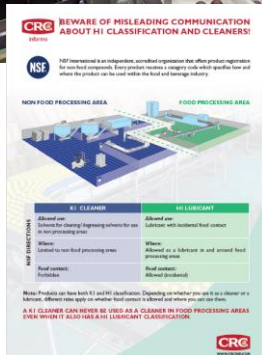 CRC
informs
BEWARE OF MISLEADING COMMUNICATION
ABOUT H1 CLASSIFICATION AND CLEANERS!
NSF
NSF International is an independent, accredited organization that offers product registration
for non food compounds. Every product receives a category code which specifies how and
where the product can be used within the food and beverage industry.
NON FOOD PROCESSING AREA
FOOD PROCESSING AREA
NSF DIRECTIONS
K1 CLEANER
H1 LUBRICANT
Allowed use:
Solvents for cleaning/degreasing solvents for use
in non processing areas
Allowed use:
Lubricant with incidental food contact
Where:
Limited to non food processing areas
Where:
Allowed as a lubricant in and around food
processing areas
Food contact:
Forbidden
Food contact:
Allowed (incidental)
Note: Products can have both K1 and H1 classification. Depending on whether you use it as a cleaner or a
lubricant, different rules apply on whether food contact is allowed and where you can use them.
A K1 CLEANER CAN NEVER BE USED AS A CLEANER IN FOOD PROCESSING AREAS
EVEN WHEN IT ALSO HAS A H1 LUBRICANT CLASSIFICATION.
CRC